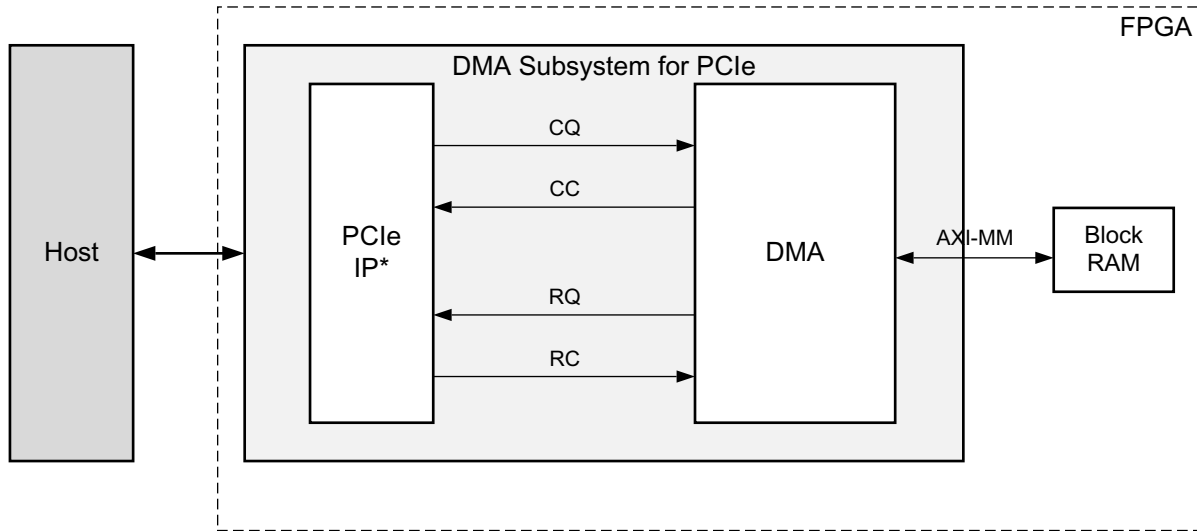 FPGA
DMA Subsystem for PCIe
CQ
CC
Host
PCIe
IP*
DMA
AXI-MM
Block
RAM
RQ
RC